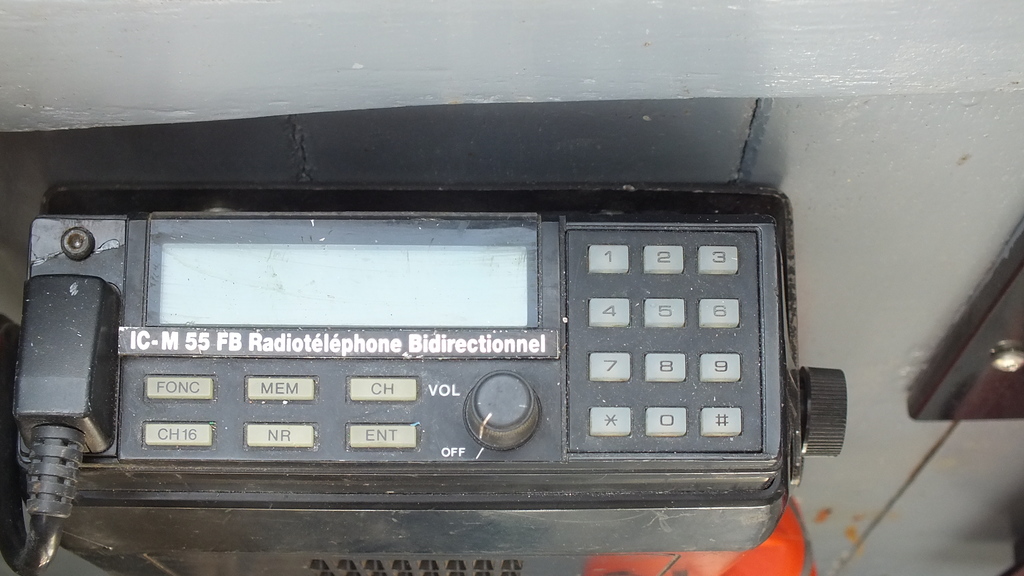 IC-M 55 FB Radiotéléphone Bidirectionnel
FONC MEM CH VOL
CH16 NR ENT OFF
1 2 3
4 5 6
7 8 9
* 0 #